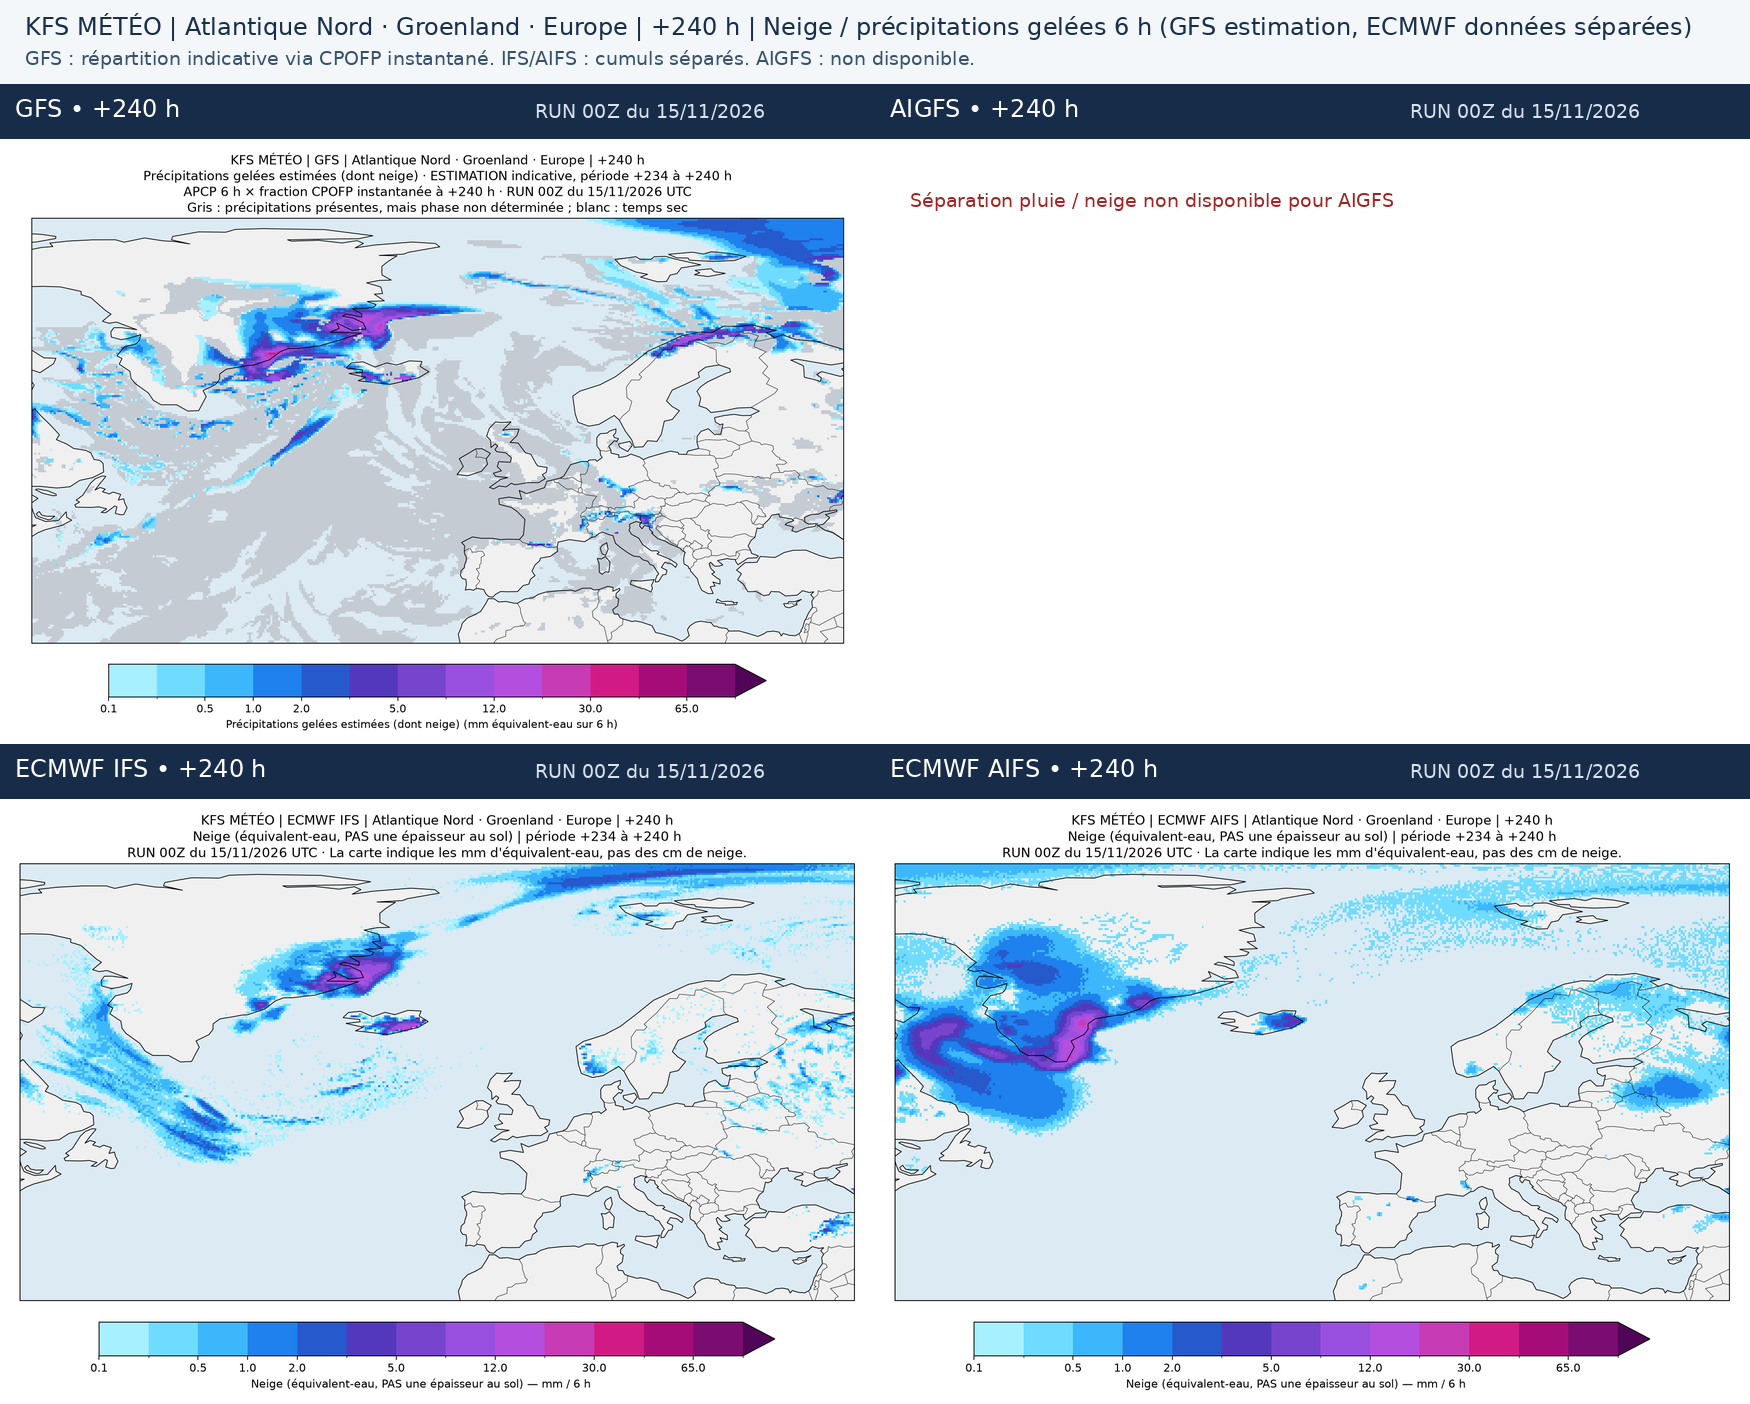 KFS MÉTÉO | Atlantique Nord · Groenland · Europe | +240 h | Neige / précipitations gelées 6 h (GFS estimation, ECMWF données séparées)
GFS : répartition indicative via CPOFP instantané. IFS/AIFS : cumuls séparés. AIGFS : non disponible.
GFS • +240 h
RUN 00Z du 15/11/2026
KFS MÉTÉO | GFS | Atlantique Nord · Groenland · Europe | +240 h
Précipitations gelées estimées (dont neige) · ESTIMATION indicative, période +234 à +240 h
APCP 6 h × fraction CPOFP instantanée à +240 h · RUN 00Z du 15/11/2026 UTC
Gris : précipitations présentes, mais phase non déterminée ; blanc : temps sec
0.1 0.5 1.0 2.0 5.0 12.0 30.0 65.0
Précipitations gelées estimées (dont neige) (mm équivalent-eau sur 6 h)
AIGFS • +240 h
RUN 00Z du 15/11/2026
Séparation pluie / neige non disponible pour AIGFS
ECMWF IFS • +240 h
RUN 00Z du 15/11/2026
KFS MÉTÉO | ECMWF IFS | Atlantique Nord · Groenland · Europe | +240 h
Neige (équivalent-eau, PAS une épaisseur au sol) | période +234 à +240 h
RUN 00Z du 15/11/2026 UTC · La carte indique les mm d'équivalent-eau, pas des cm de neige.
0.1 0.5 1.0 2.0 5.0 12.0 30.0 65.0
Neige (équivalent-eau, PAS une épaisseur au sol) — mm / 6 h
ECMWF AIFS • +240 h
RUN 00Z du 15/11/2026
KFS MÉTÉO | ECMWF AIFS | Atlantique Nord · Groenland · Europe | +240 h
Neige (équivalent-eau, PAS une épaisseur au sol) | période +234 à +240 h
RUN 00Z du 15/11/2026 UTC · La carte indique les mm d'équivalent-eau, pas des cm de neige.
0.1 0.5 1.0 2.0 5.0 12.0 30.0 65.0
Neige (équivalent-eau, PAS une épaisseur au sol) — mm / 6 h